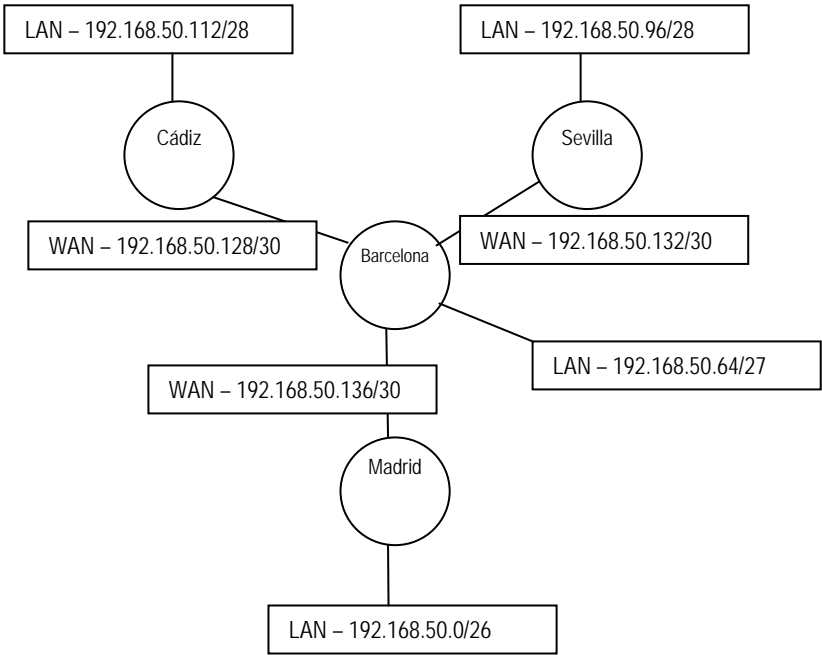 LAN – 192.168.50.112/28
LAN – 192.168.50.96/28
Cádiz
Sevilla
WAN – 192.168.50.128/30
Barcelona
WAN – 192.168.50.132/30
LAN – 192.168.50.64/27
WAN – 192.168.50.136/30
Madrid
LAN – 192.168.50.0/26